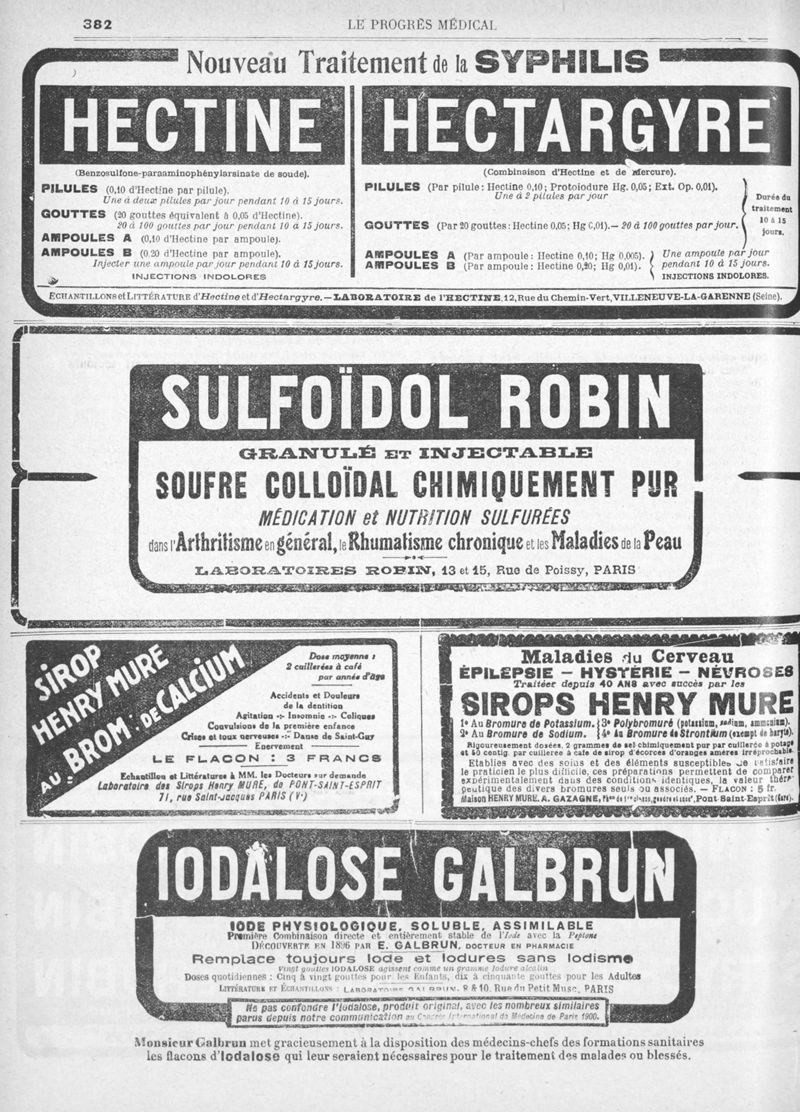 382
LE PROGRÈS MÉDICAL
Nouveau Traitement de la SYPHILIS
HECTINE
(Benzosulfone-paraaminophénylarsinate de soude).
PILULES (0,10 d'Hectine par pilule).
Une à deux pilules par jour pendant 10 à 15 jours.
GOUTTES (20 gouttes équivalent à 0,05 d'Hectine).
20 à 100 gouttes par jour pendant 10 à 15 jours.
AMPOULES A (0,10 d'Hectine par ampoule).
AMPOULES B (0,20 d'Hectine par ampoule).
Injecter une ampoule par jour pendant 10 à 15 jours.
INJECTIONS INDOLORES
HECTARGYRE
(Combinaison d'Hectine et de Mercure).
PILULES (Par pilule : Hectine 0,10; Protoiodure Hg. 0,05; Ext. Op. 0,01).
Une à 2 pilules par jour
GOUTTES (Par 20 gouttes : Hectine 0,05; Hg 0,01). — 20 à 100 gouttes par jour.
Durée du
traitement
10 à 15
jours.
AMPOULES A (Par ampoule : Hectine 0,10; Hg 0,005).
AMPOULES B (Par ampoule : Hectine 0,20; Hg 0,01).
Une ampoule par jour
pendant 10 à 15 jours.
INJECTIONS INDOLORES.
ÉCHANTILLONS et LITTÉRATURE d'Hectine et d'Hectargyre. — LABORATOIRE de l'HECTINE, 12, Rue du Chemin-Vert, VILLENEUVE-LA-GARENNE (Seine).
SULFOÏDOL ROBIN
GRANULÉ ET INJECTABLE
SOUFRE COLLOÏDAL CHIMIQUEMENT PUR
MÉDICATION et NUTRITION SULFURÉES
dans l'Arthritisme en général, le Rhumatisme chronique et les Maladies de la Peau
LABORATOIRES ROBIN, 13 et 15, Rue de Poissy, PARIS
SIROP
HENRY MURE
AU BROM: DE CALCIUM
Dose moyenne :
2 cuillerées à café
par année d'âge
Accidents et Douleurs
de la dentition
Agitation -:- Insomnie -:- Coliques
Convulsions de la première enfance
Crises et toux nerveuses -:- Danse de Saint-Guy
Enervement
LE FLACON : 3 FRANCS
Echantillon et Littératures à MM. les Docteurs sur demande
Laboratoire des Sirops Henry MURE, de PONT-SAINT-ESPRIT
71, rue Saint-Jacques PARIS (Vᵉ)
Maladies du Cerveau
ÉPILEPSIE — HYSTÉRIE — NÉVROSES
Traitées depuis 40 ANS avec succès par les
SIROPS HENRY MURE
1º Au Bromure de Potassium. 3º Polybromuré (potassium, sodium, ammonium).
2º Au Bromure de Sodium. 4º Au Bromure de Strontium (exempt de baryte).
Rigoureusement dosées, 2 grammes de sel chimiquement pur par cuillerée à potage
et 50 centig. par cuillerée à café de sirop d'écorces d'oranges amères irréprochable.
Etablies avec des soins et des éléments susceptibles de satisfaire
le praticien le plus difficile, ces préparations permettent de comparer
expérimentalement dans des conditions identiques, la valeur thér
peutique des divers bromures seuls ou associés. — FLACON : 5 fr.
Maison HENRY MURE, A. GAZAGNE, Phᵉⁿ de 1ʳᵉ classe, gendre et succʳ, Pont-Saint-Esprit (Gard).
IODALOSE GALBRUN
IODE PHYSIOLOGIQUE, SOLUBLE, ASSIMILABLE
Première Combinaison directe et entièrement stable de l'Iode avec la Peptone
DÉCOUVERTE EN 1896 PAR E. GALBRUN, DOCTEUR EN PHARMACIE
Remplace toujours Iode et Iodures sans Iodisme
Vingt gouttes IODALOSE agissent comme un gramme Iodure alcalin
Doses quotidiennes : Cinq à vingt gouttes pour les Enfants, dix à cinquante gouttes pour les Adultes
LITTÉRATURE ET ÉCHANTILLONS : LABORATOIRE GALBRUN, 8 & 10, Rue du Petit Musc, PARIS
Ne pas confondre l'Iodalose, produit original, avec les nombreux similaires
parus depuis notre communication au Congrès International de Médecine de Paris 1900.
Monsieur Galbrun met gracieusement à la disposition des médecins-chefs des formations sanitaires
les flacons d'Iodalose qui leur seraient nécessaires pour le traitement des malades ou blessés.